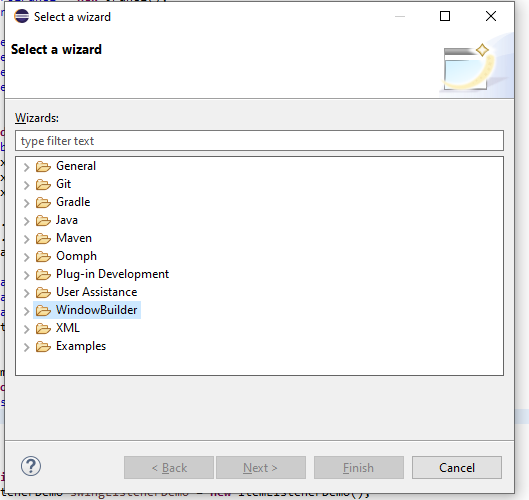 Select a wizard
Select a wizard
Wizards:
type filter text
General
Git
Gradle
Java
Maven
Oomph
Plug-in Development
User Assistance
WindowBuilder
XML
Examples
?
< Back
Next >
Finish
Cancel